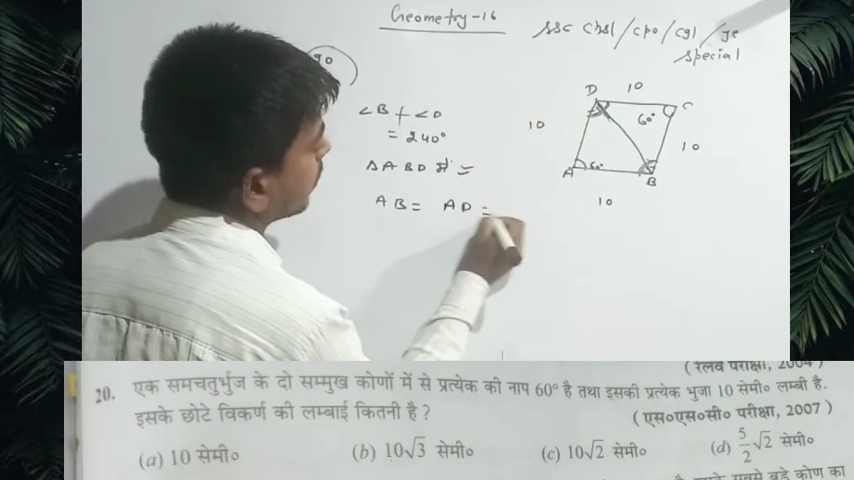 Geometry-16
SSC chsl/cpo/cgl/je
special
90
∠B + ∠D
= 240°
ΔABD में =
AB = AD =
D 10 C
60°
10
10
A 60° B
10
(रेलवे परीक्षा, 2004)
20. एक समचतुर्भुज के दो सम्मुख कोणों में से प्रत्येक की नाप 60° है तथा इसकी प्रत्येक भुजा 10 सेमी० लम्बी है.
इसके छोटे विकर्ण की लम्बाई कितनी है ?
(एस०एस०सी० परीक्षा, 2007)
(a) 10 सेमी० (b) 10√3 सेमी० (c) 10√2 सेमी० (d) 5/2 √2 सेमी०
सबसे बड़े कोण का